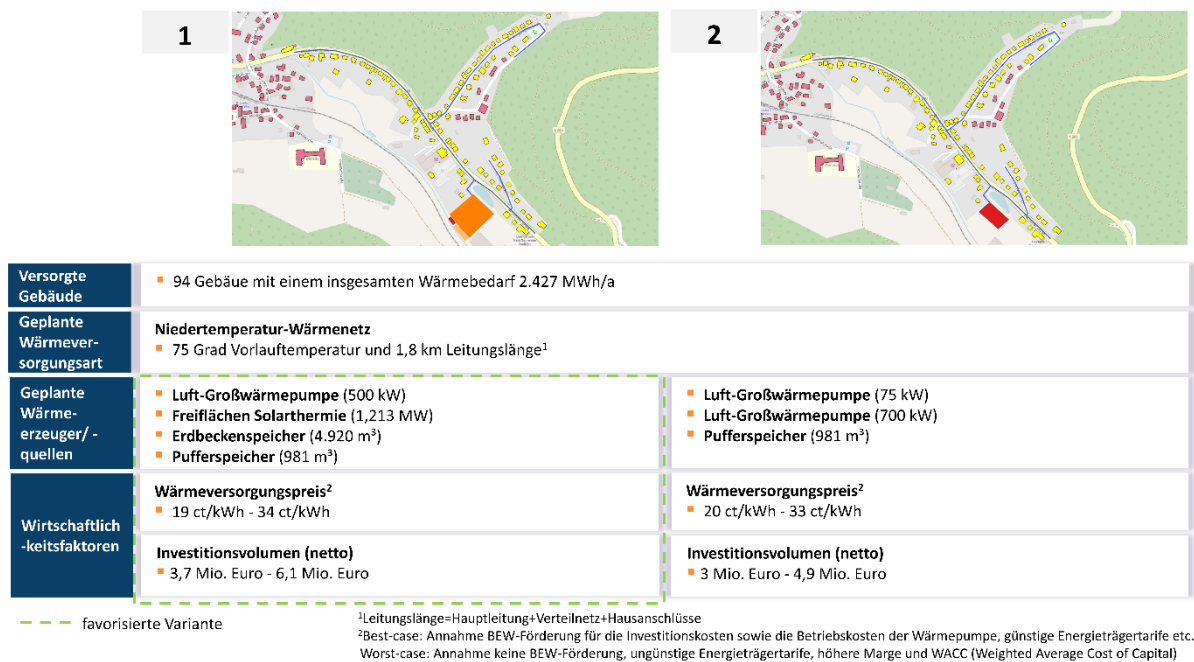 1
2
Versorgte
Gebäude
94 Gebäue mit einem insgesamten Wärmebedarf 2.427 MWh/a
Geplante
Wärmever-
sorgungsart
Niedertemperatur-Wärmenetz
75 Grad Vorlauftemperatur und 1,8 km Leitungslänge¹
Geplante
Wärme-
erzeuger/ -
quellen
Luft-Großwärmepumpe (500 kW)
Freiflächen Solarthermie (1,213 MW)
Erdbeckenspeicher (4.920 m³)
Pufferspeicher (981 m³)
Luft-Großwärmepumpe (75 kW)
Luft-Großwärmepumpe (700 kW)
Pufferspeicher (981 m³)
Wirtschaftlich
-keitsfaktoren
Wärmeversorgungspreis²
19 ct/kWh - 34 ct/kWh
Wärmeversorgungspreis²
20 ct/kWh - 33 ct/kWh
Investitionsvolumen (netto)
3,7 Mio. Euro - 6,1 Mio. Euro
Investitionsvolumen (netto)
3 Mio. Euro - 4,9 Mio. Euro
favorisierte Variante
¹Leitungslänge=Hauptleitung+Verteilnetz+Hausanschlüsse
²Best-case: Annahme BEW-Förderung für die Investitionskosten sowie die Betriebskosten der Wärmepumpe, günstige Energieträgertarife etc.
Worst-case: Annahme keine BEW-Förderung, ungünstige Energieträgertarife, höhere Marge und WACC (Weighted Average Cost of Capital)